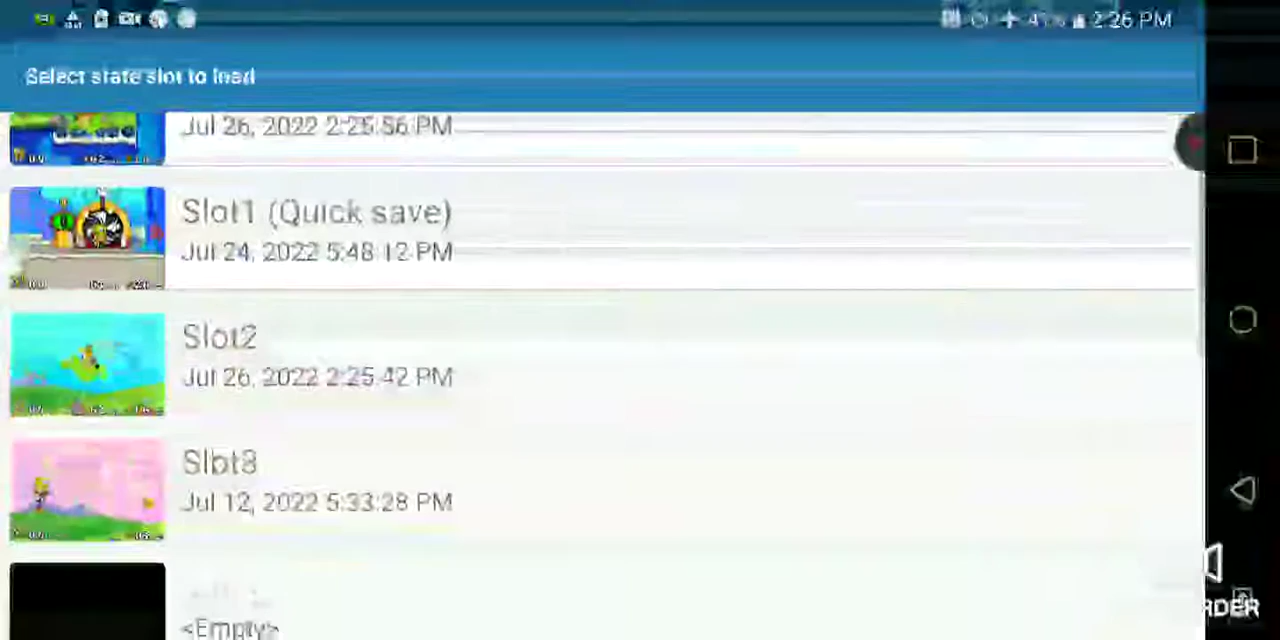 2:26 PM
Select state slot to load
Jul 26, 2022 2:25:56 PM
Slot1 (Quick save)
Jul 24, 2022 5:48:12 PM
Slot2
Jul 26, 2022 2:25:42 PM
Slot3
Jul 12, 2022 5:33:28 PM
<Empty>
RDER